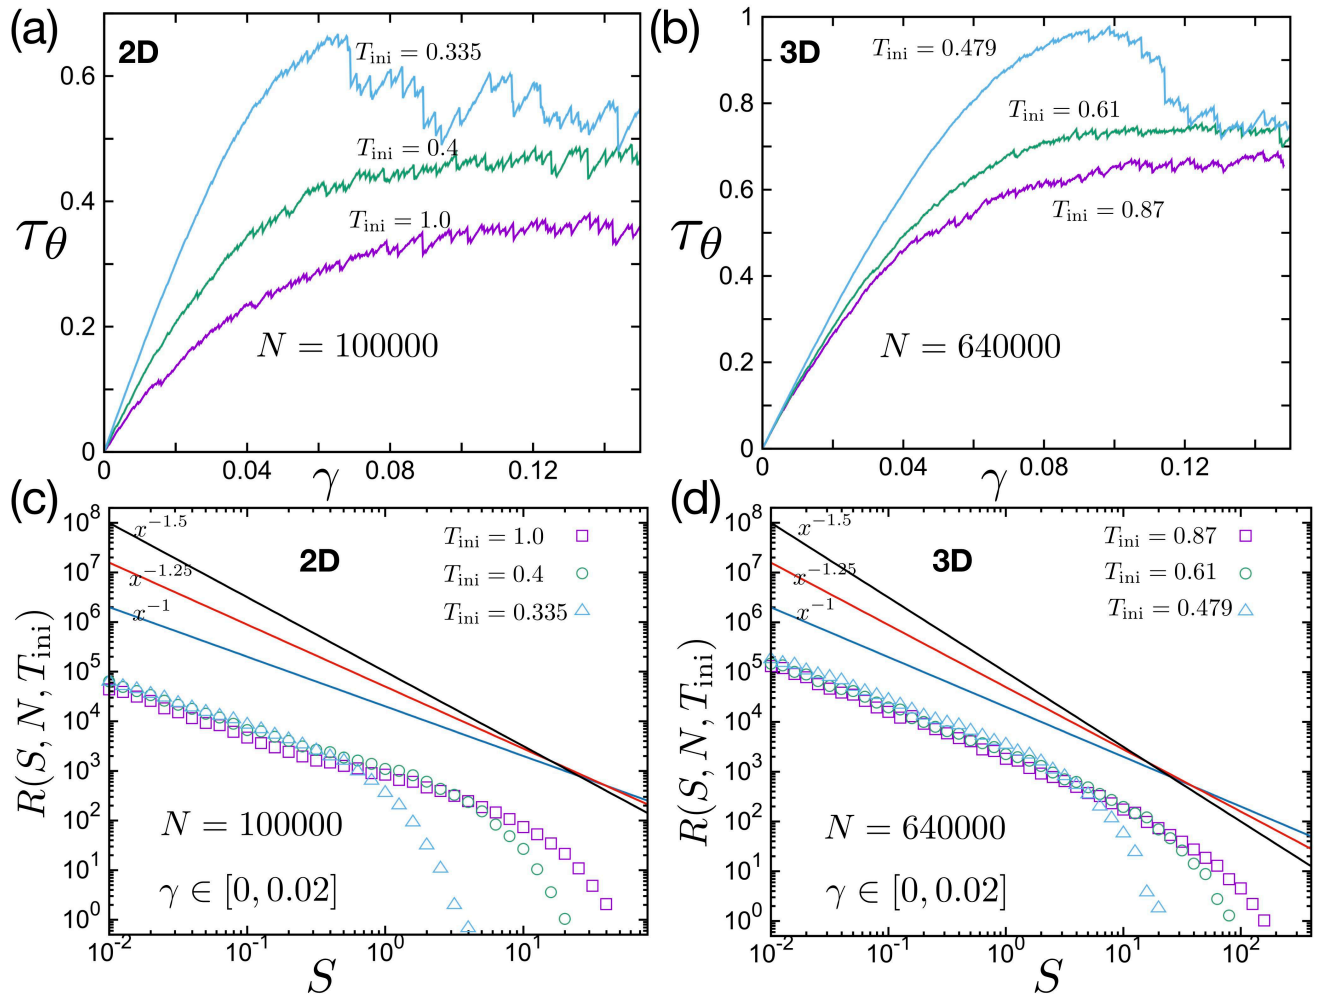 (a)
2D
T_ini = 0.335
T_ini = 0.4
T_ini = 1.0
N = 100000
τ_θ
0.6
0.4
0.2
0
0 0.04 0.08 0.12
γ
(b)
3D
T_ini = 0.479
T_ini = 0.61
T_ini = 0.87
N = 640000
τ_θ
1
0.8
0.6
0.4
0.2
0
0 0.04 0.08 0.12
γ
(c)
2D
x^{-1.5}
x^{-1.25}
x^{-1}
T_ini = 1.0
T_ini = 0.4
T_ini = 0.335
N = 100000
γ ∈ [0, 0.02]
R(S, N, T_ini)
10^8
10^7
10^6
10^5
10^4
10^3
10^2
10^1
10^0
10^{-2} 10^{-1} 10^0 10^1
S
(d)
3D
x^{-1.5}
x^{-1.25}
x^{-1}
T_ini = 0.87
T_ini = 0.61
T_ini = 0.479
N = 640000
γ ∈ [0, 0.02]
R(S, N, T_ini)
10^8
10^7
10^6
10^5
10^4
10^3
10^2
10^1
10^0
10^{-2} 10^{-1} 10^0 10^1 10^2
S